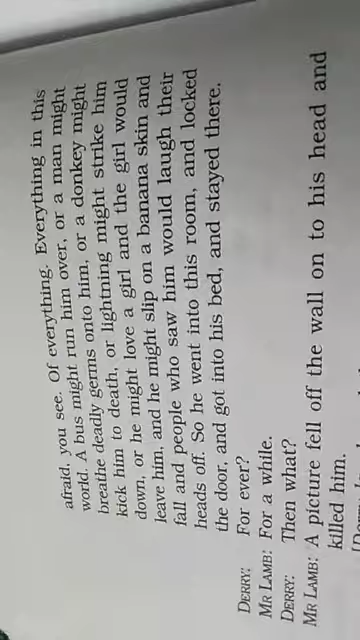 afraid, you see. Of everything. Everything in this
world. A bus might run him over, or a man might
breathe deadly germs onto him, or a donkey might
kick him to death, or lightning might strike him
down, or he might love a girl and the girl would
leave him, and he might slip on a banana skin and
fall and people who saw him would laugh their
heads off. So he went into this room, and locked
the door, and got into his bed, and stayed there.
DERRY: For ever?
MR LAMB: For a while.
DERRY: Then what?
MR LAMB: A picture fell off the wall on to his head and
killed him.